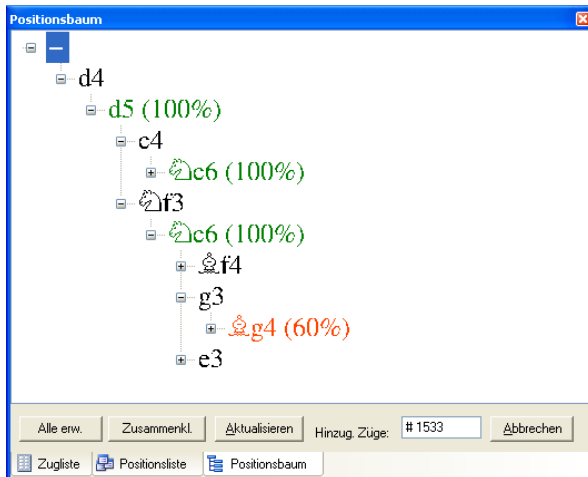 Positionsbaum
–
d4
d5 (100%)
c4
♘c6 (100%)
♘f3
♘c6 (100%)
♗f4
g3
♗g4 (60%)
e3
Alle erw. Zusammenkl. Aktualisieren Hinzug. Züge: # 1533 Abbrechen
Zugliste Positionsliste Positionsbaum